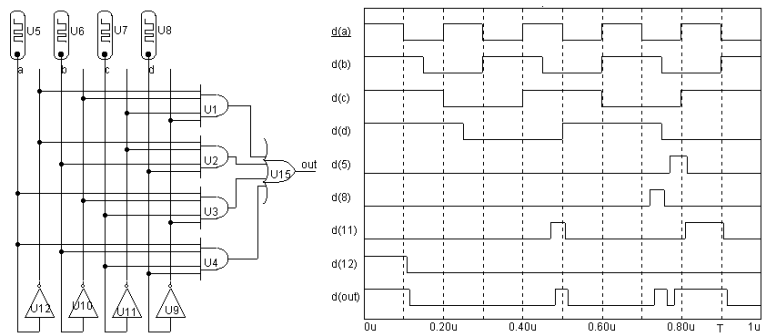 U5 U6 U7 U8
a b c d
U1
U2
U3
U4
U15
out
U12 U10 U11 U9
d(a)
d(b)
d(c)
d(d)
d(5)
d(8)
d(11)
d(12)
d(out)
0u 0.20u 0.40u 0.60u 0.80u T 1u